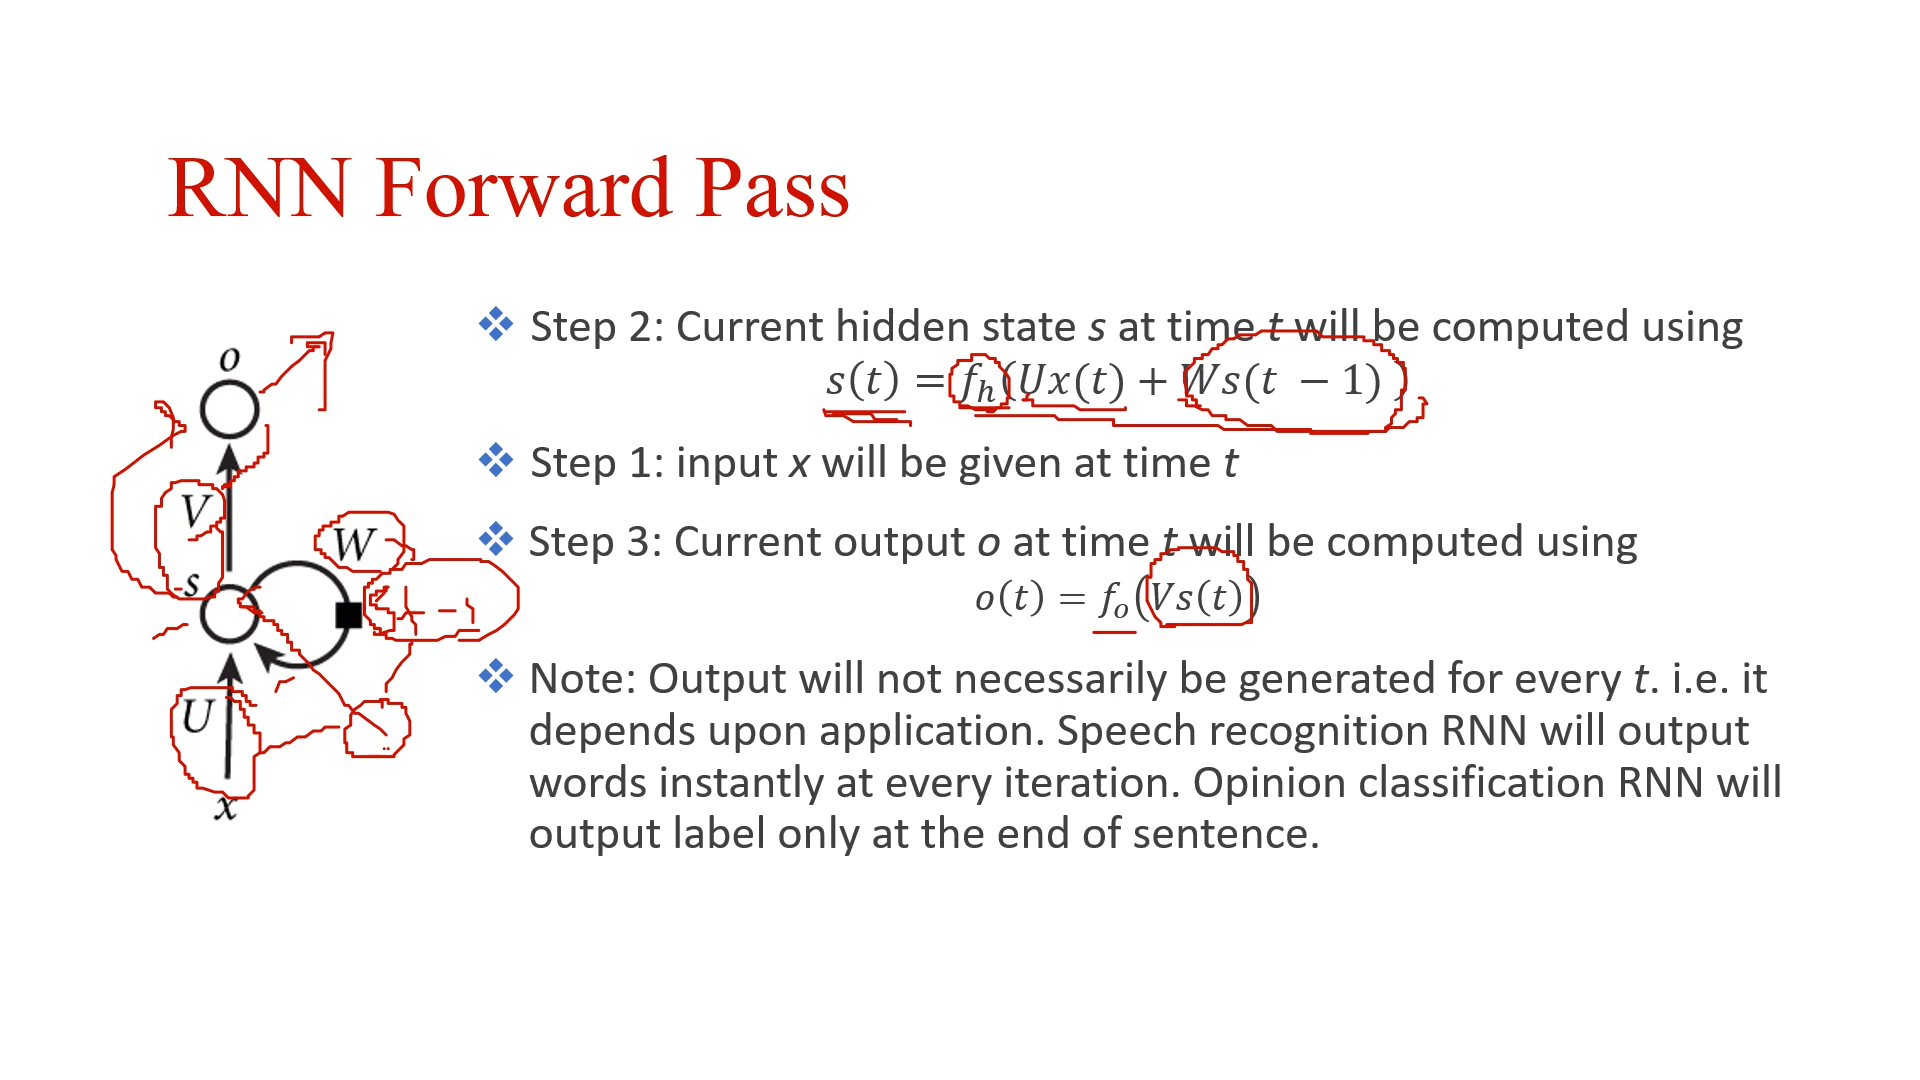 RNN Forward Pass
❖ Step 2: Current hidden state s at time t will be computed using
s(t) = f_h(Ux(t) + Ws(t − 1))
❖ Step 1: input x will be given at time t
❖ Step 3: Current output o at time t will be computed using
o(t) = f_o(Vs(t))
❖ Note: Output will not necessarily be generated for every t. i.e. it
depends upon application. Speech recognition RNN will output
words instantly at every iteration. Opinion classification RNN will
output label only at the end of sentence.
o
V
W
s
U
x